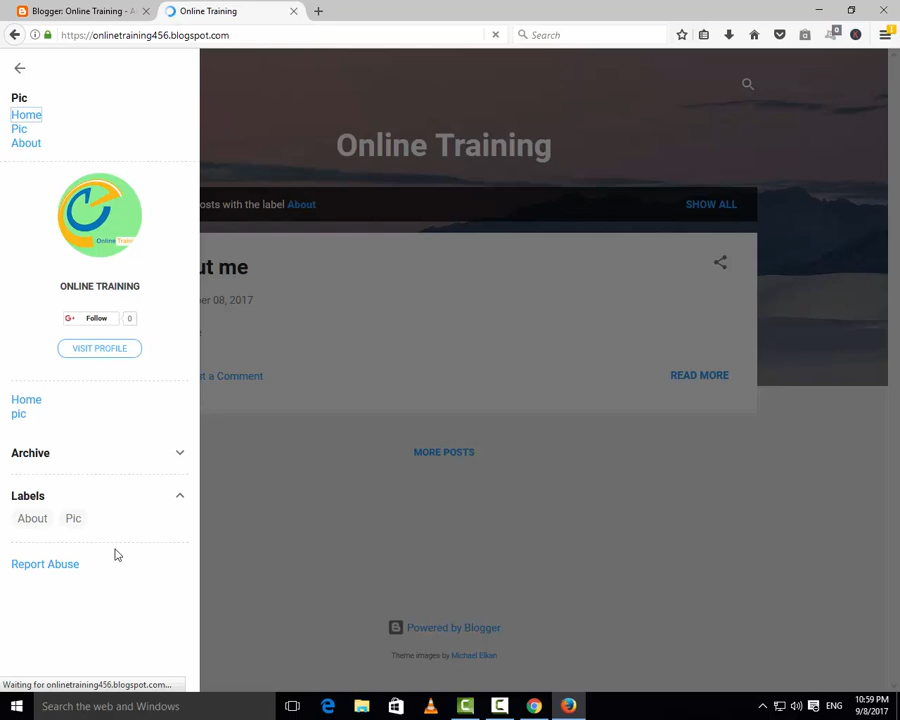 Blogger: Online Training - A
Online Training
https://onlinetraining456.blogspot.com
Search
0
Pic
Home
Pic
About
Online Training
osts with the label About
SHOW ALL
ut me
ber 08, 2017
Online
ONLINE TRAINING
G+ Follow 0
VISIT PROFILE
t a Comment
READ MORE
Home
pic
Archive
MORE POSTS
Labels
About Pic
Report Abuse
Powered by Blogger
Theme images by Michael Elkan
Waiting for onlinetraining456.blogspot.com...
Search the web and Windows
ENG
10:59 PM
9/8/2017